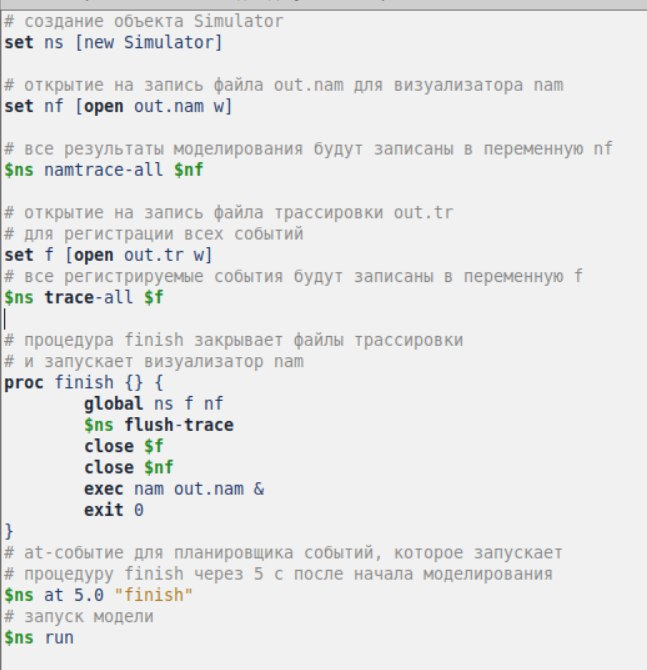 # создание объекта Simulator
set ns [new Simulator]
# открытие на запись файла out.nam для визуализатора nam
set nf [open out.nam w]
# все результаты моделирования будут записаны в переменную nf
$ns namtrace-all $nf
# открытие на запись файла трассировки out.tr
# для регистрации всех событий
set f [open out.tr w]
# все регистрируемые события будут записаны в переменную f
$ns trace-all $f
# процедура finish закрывает файлы трассировки
# и запускает визуализатор nam
proc finish {} {
global ns f nf
$ns flush-trace
close $f
close $nf
exec nam out.nam &
exit 0
}
# at-событие для планировщика событий, которое запускает
# процедуру finish через 5 с после начала моделирования
$ns at 5.0 "finish"
# запуск модели
$ns run